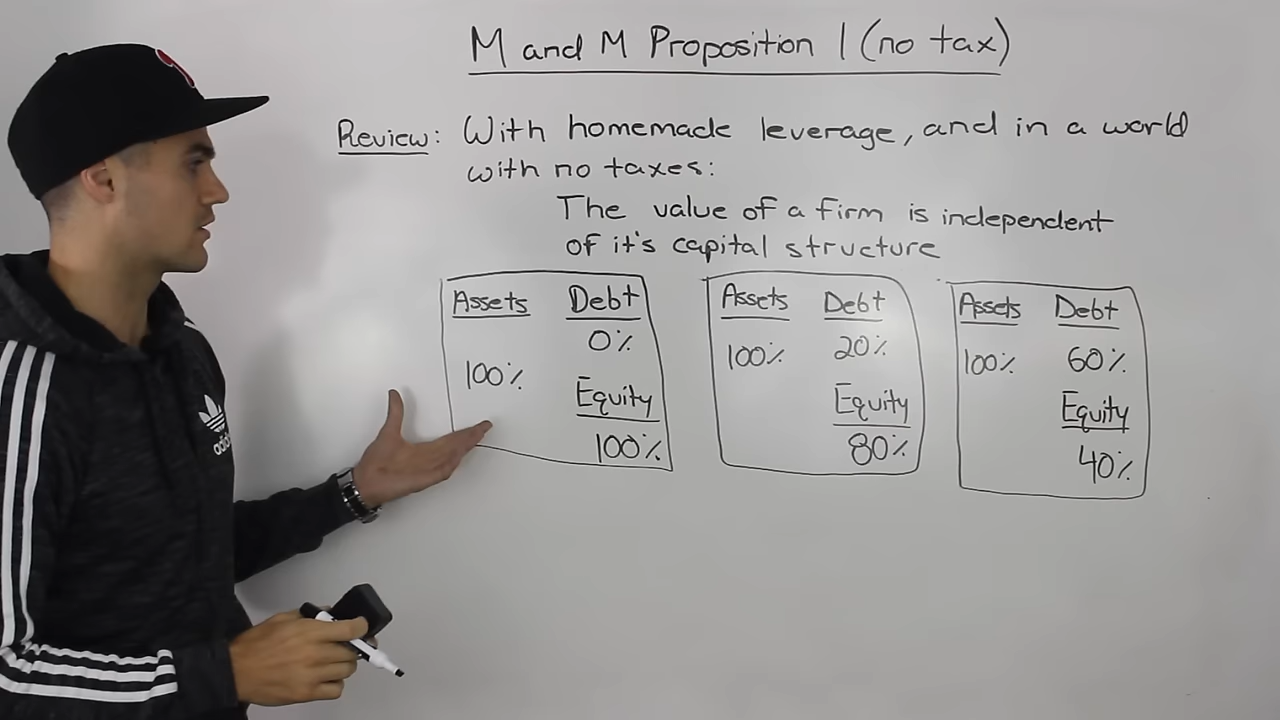 M and M Proposition 1 (no tax)
Review: With homemade leverage, and in a world
with no taxes:
The value of a firm is independent
of it's capital structure
Assets Debt
0%
100%
Equity
100%
Assets Debt
100% 20%
Equity
80%
Assets Debt
100% 60%
Equity
40%
adidas